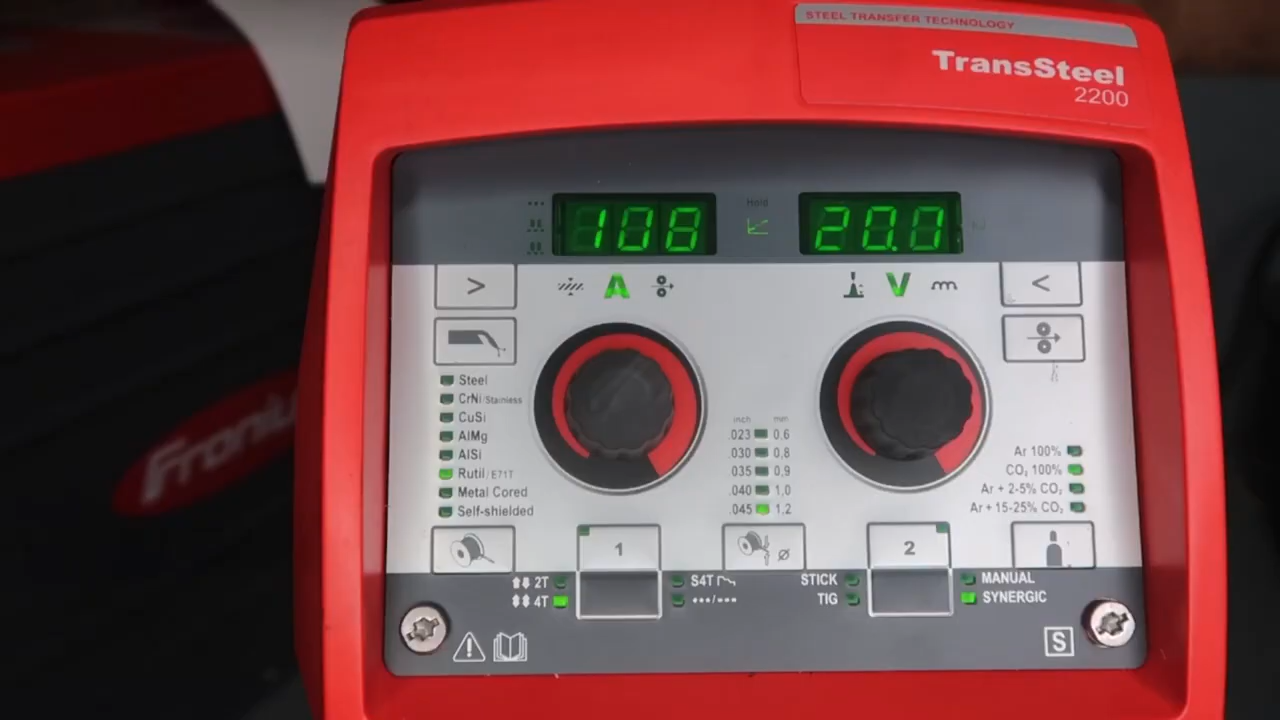 STEEL TRANSFER TECHNOLOGY
TransSteel
2200
Hold
108
20.0
>
A
V
<
Steel
CrNi/Stainless
CuSi
AlMg
AlSi
Rutil/E71T
Metal Cored
Self-shielded
inch mm
.023 0,6
.030 0,8
.035 0,9
.040 1,0
.045 1,2
Ar 100%
CO₂ 100%
Ar + 2-5% CO₂
Ar + 15-25% CO₂
1
2
2T
4T
S4T
STICK
TIG
MANUAL
SYNERGIC
S
Fronius